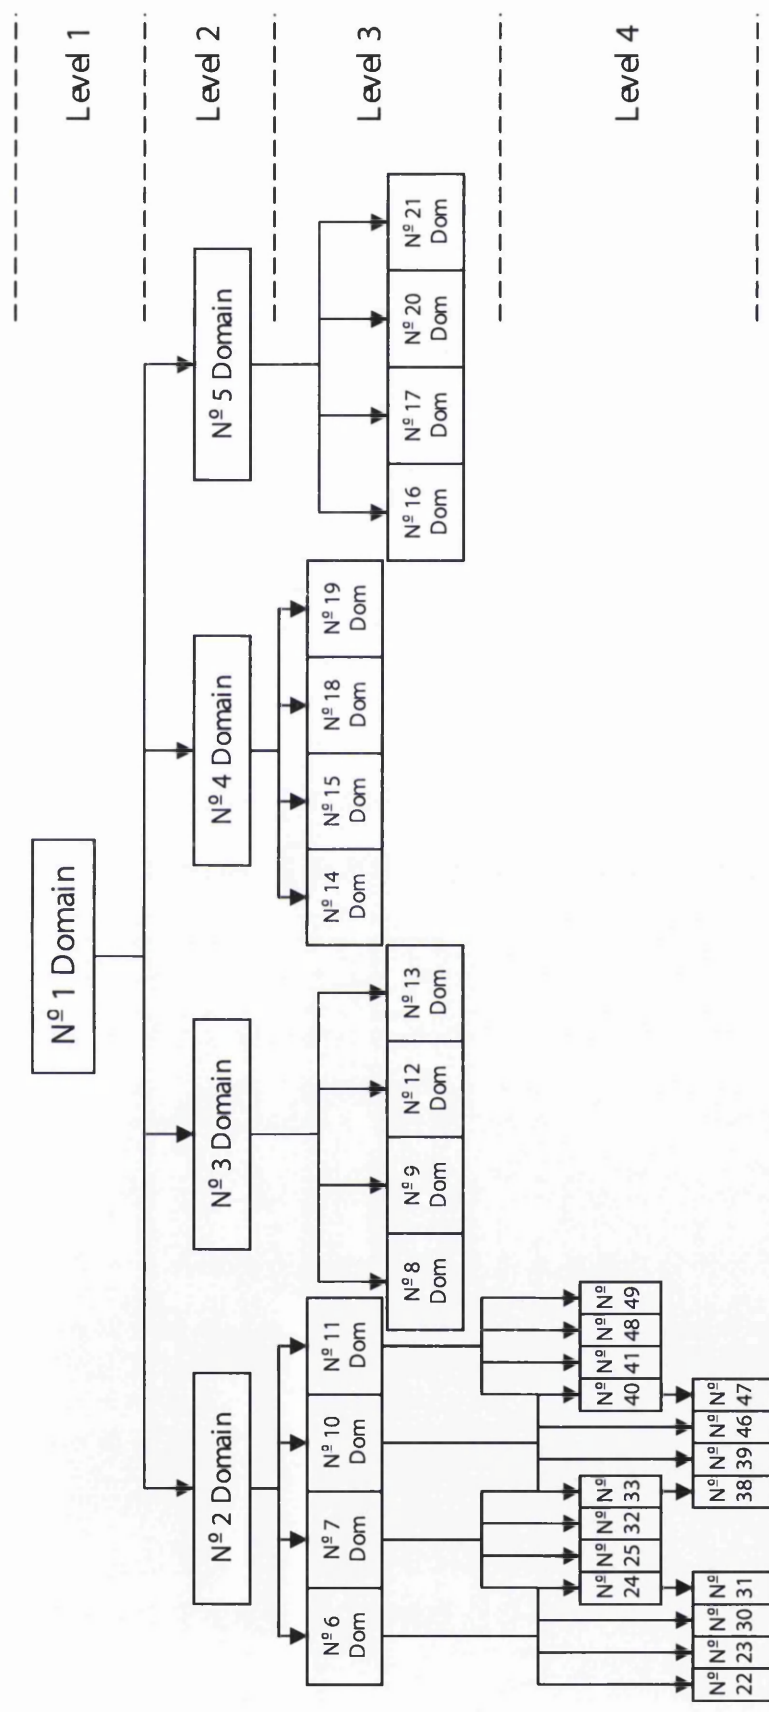 Nº 1 Domain
Level 1
Nº 2 Domain
Nº 3 Domain
Nº 4 Domain
Nº 5 Domain
Level 2
Nº 6
Dom
Nº 7
Dom
Nº 10
Dom
Nº 11
Dom
Nº 8
Dom
Nº 9
Dom
Nº 12
Dom
Nº 13
Dom
Nº 14
Dom
Nº 15
Dom
Nº 18
Dom
Nº 19
Dom
Nº 16
Dom
Nº 17
Dom
Nº 20
Dom
Nº 21
Dom
Level 3
Nº
24
Nº
25
Nº
32
Nº
33
Nº
40
Nº
41
Nº
48
Nº
49
Nº
22
Nº
23
Nº
30
Nº
31
Nº
38
Nº
39
Nº
46
Nº
47
Level 4